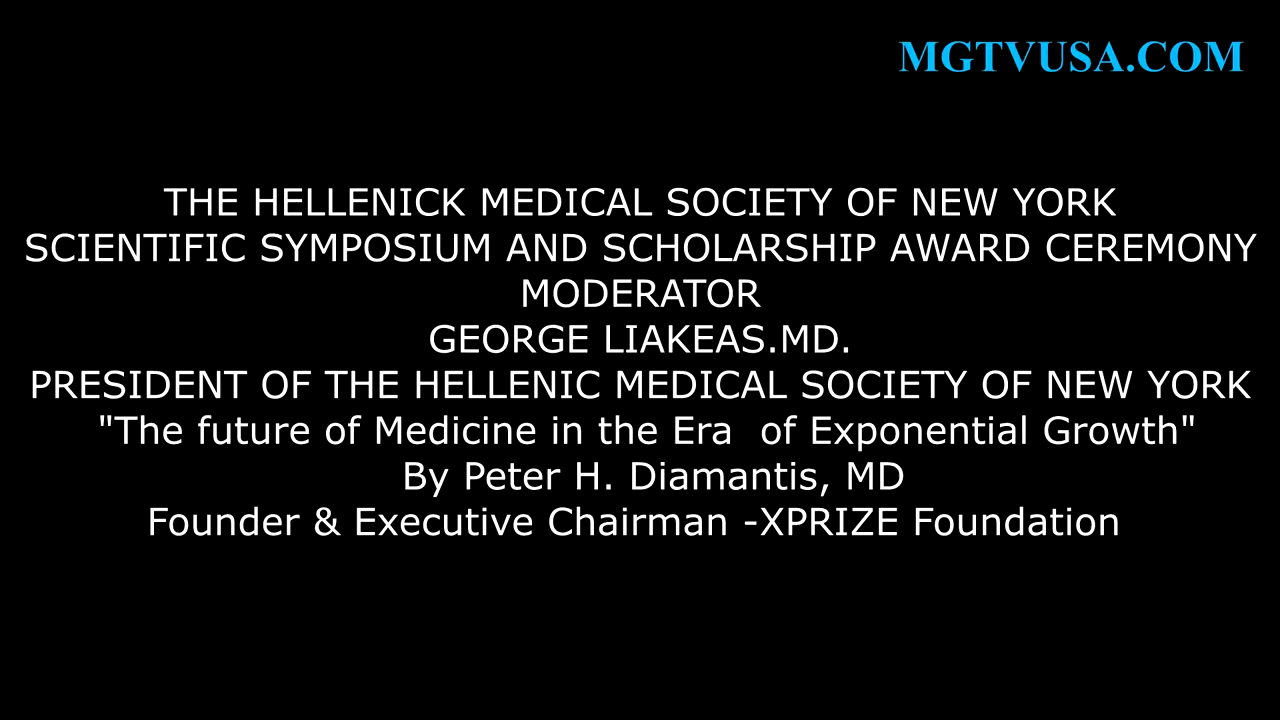 MGTVUSA.COM
THE HELLENICK MEDICAL SOCIETY OF NEW YORK
SCIENTIFIC SYMPOSIUM AND SCHOLARSHIP AWARD CEREMONY
MODERATOR
GEORGE LIAKEAS.MD.
PRESIDENT OF THE HELLENIC MEDICAL SOCIETY OF NEW YORK
"The future of Medicine in the Era  of Exponential Growth"
By Peter H. Diamantis, MD
Founder & Executive Chairman -XPRIZE Foundation